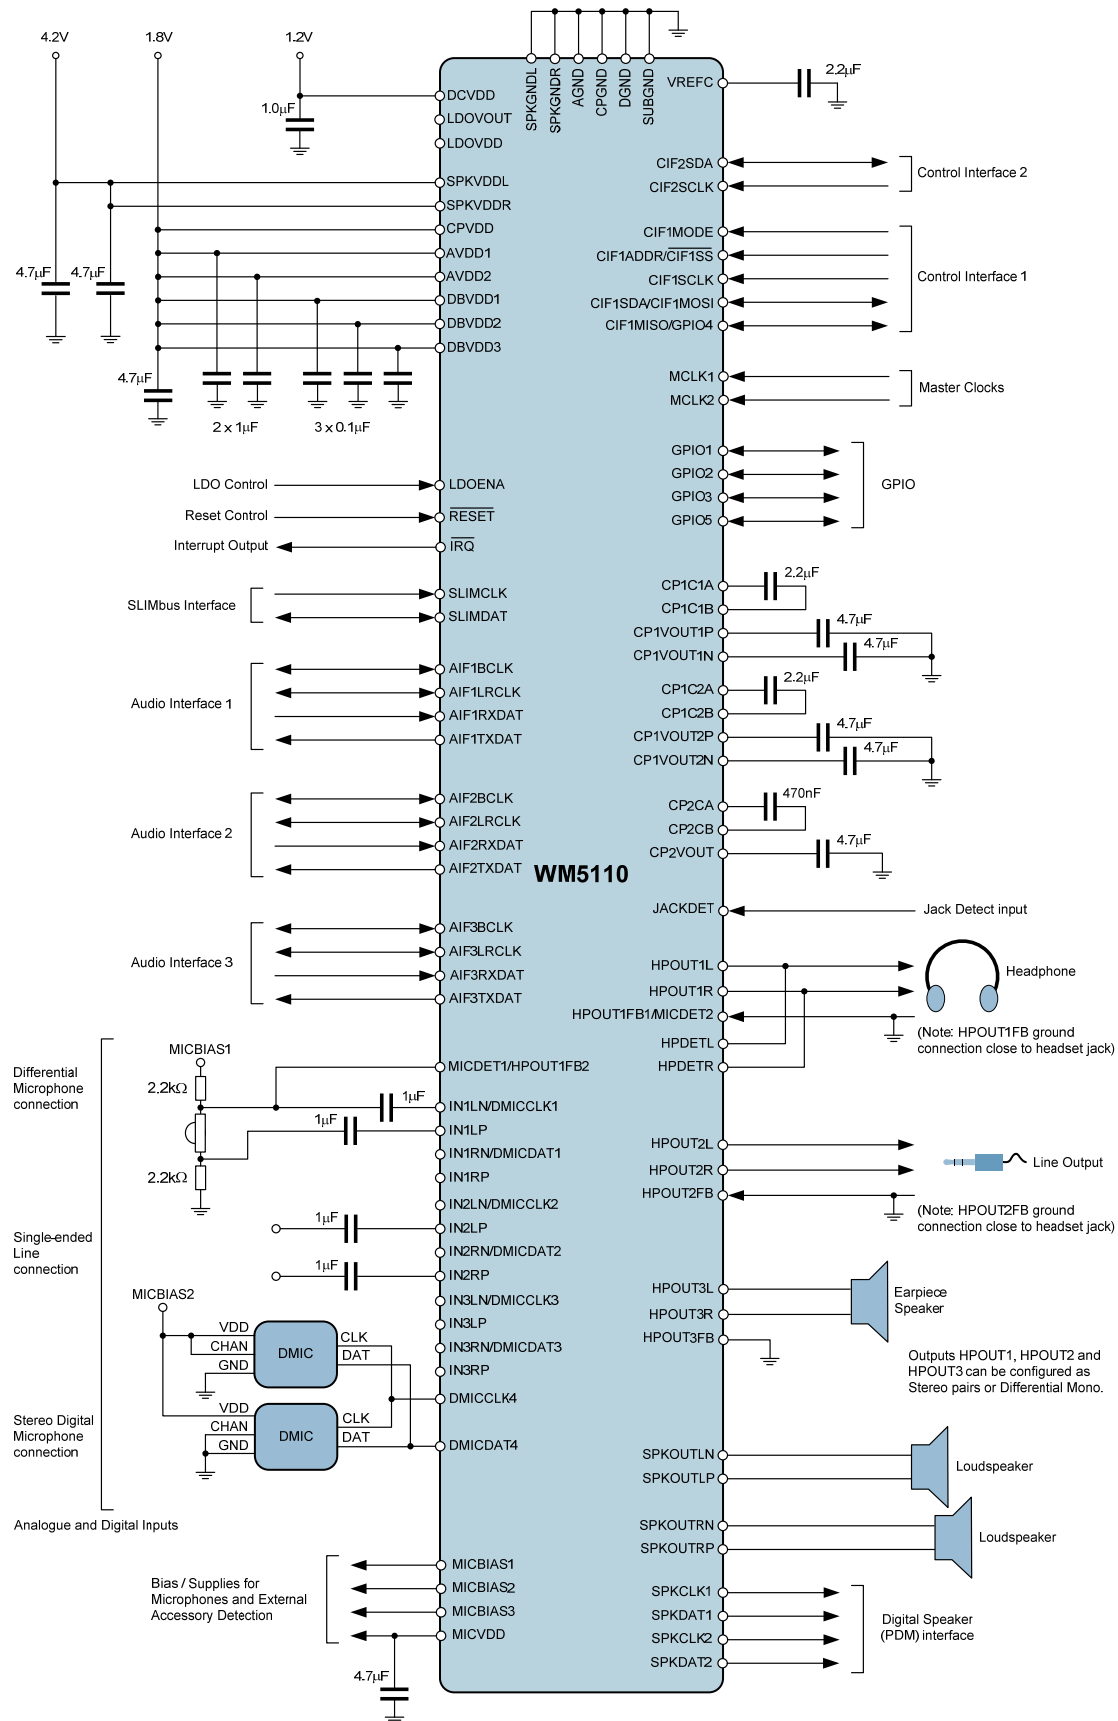 4.2V
1.8V
1.2V
1.0µF
4.7µF
4.7µF
4.7µF
2 x 1µF
3 x 0.1µF
SPKGNDL
SPKGNDR
AGND
CPGND
DGND
SUBGND
DCVDD
LDOVOUT
LDOVDD
SPKVDDL
SPKVDDR
CPVDD
AVDD1
AVDD2
DBVDD1
DBVDD2
DBVDD3
LDO Control
LDOENA
Reset Control
RESET
Interrupt Output
IRQ
SLIMbus Interface
SLIMCLK
SLIMDAT
Audio Interface 1
AIF1BCLK
AIF1LRCLK
AIF1RXDAT
AIF1TXDAT
Audio Interface 2
AIF2BCLK
AIF2LRCLK
AIF2RXDAT
AIF2TXDAT
Audio Interface 3
AIF3BCLK
AIF3LRCLK
AIF3RXDAT
AIF3TXDAT
WM5110
Differential
Microphone
connection
MICBIAS1
2.2kΩ
2.2kΩ
1µF
1µF
MICDET1/HPOUT1FB2
IN1LN/DMICCLK1
IN1LP
IN1RN/DMICDAT1
IN1RP
Single-ended
Line
connection
1µF
1µF
IN2LN/DMICCLK2
IN2LP
IN2RN/DMICDAT2
IN2RP
IN3LN/DMICCLK3
IN3LP
IN3RN/DMICDAT3
IN3RP
Stereo Digital
Microphone
connection
MICBIAS2
VDD
CHAN
GND
DMIC
CLK
DAT
VDD
CHAN
GND
DMIC
CLK
DAT
DMICCLK4
DMICDAT4
Analogue and Digital Inputs
Bias / Supplies for
Microphones and External
Accessory Detection
MICBIAS1
MICBIAS2
MICBIAS3
MICVDD
4.7µF
VREFC
2.2µF
CIF2SDA
CIF2SCLK
Control Interface 2
CIF1MODE
CIF1ADDR/CIF1SS
CIF1SCLK
CIF1SDA/CIF1MOSI
CIF1MISO/GPIO4
Control Interface 1
MCLK1
MCLK2
Master Clocks
GPIO1
GPIO2
GPIO3
GPIO5
GPIO
CP1C1A
CP1C1B
2.2µF
CP1VOUT1P
CP1VOUT1N
4.7µF
4.7µF
CP1C2A
CP1C2B
2.2µF
CP1VOUT2P
CP1VOUT2N
4.7µF
4.7µF
CP2CA
CP2CB
470nF
CP2VOUT
4.7µF
JACKDET
Jack Detect input
HPOUT1L
HPOUT1R
HPOUT1FB1/MICDET2
HPDETL
HPDETR
Headphone
(Note: HPOUT1FB ground
connection close to headset jack)
HPOUT2L
HPOUT2R
HPOUT2FB
Line Output
(Note: HPOUT2FB ground
connection close to headset jack)
HPOUT3L
HPOUT3R
HPOUT3FB
Earpiece
Speaker
Outputs HPOUT1, HPOUT2 and
HPOUT3 can be configured as
Stereo pairs or Differential Mono.
SPKOUTLN
SPKOUTLP
Loudspeaker
SPKOUTRN
SPKOUTRP
Loudspeaker
SPKCLK1
SPKDAT1
SPKCLK2
SPKDAT2
Digital Speaker
(PDM) interface